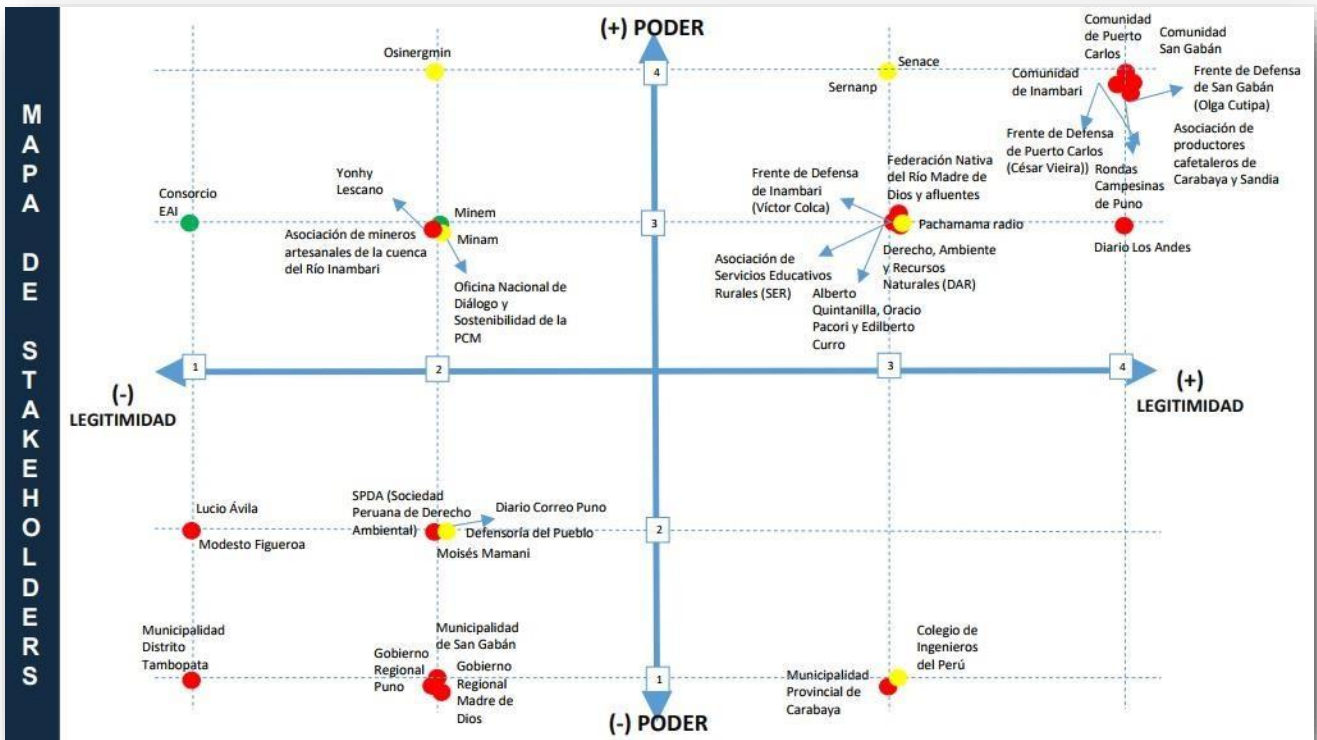 MAPA DE STAKEHOLDERS
(+) PODER
Osinergmin
4
Senace
Sernanp
Comunidad
de Puerto
Carlos
Comunidad
San Gabán
Comunidad
de Inambari
Frente de Defensa
de San Gabán
(Olga Cutipa)
Frente de Defensa
de Puerto Carlos
(César Vieira))
Asociación de
productores
cafetaleros de
Carabaya y Sandia
Rondas
Campesinas
de Puno
Diario Los Andes
Consorcio
EAI
Yonhy
Lescano
Minem
Minam
Asociación de mineros
artesanales de la cuenca
del Río Inambari
Oficina Nacional de
Diálogo y
Sostenibilidad de la
PCM
3
Frente de Defensa
de Inambari
(Víctor Colca)
Federación Nativa
del Río Madre de
Dios y afluentes
Pachamama radio
Asociación de
Servicios Educativos
Rurales (SER)
Derecho, Ambiente
y Recursos
Naturales (DAR)
Alberto
Quintanilla, Oracio
Pacori y Edilberto
Curro
1
2
3
4
(-)
LEGITIMIDAD
(+)
LEGITIMIDAD
Lucio Ávila
Modesto Figueroa
SPDA (Sociedad
Peruana de Derecho
Ambiental)
Diario Correo Puno
Defensoría del Pueblo
Moisés Mamani
2
Municipalidad
Distrito
Tambopata
Gobierno
Regional
Puno
Municipalidad
de San Gabán
Gobierno
Regional
Madre de
Dios
1
Municipalidad
Provincial de
Carabaya
Colegio de
Ingenieros
del Perú
(-) PODER